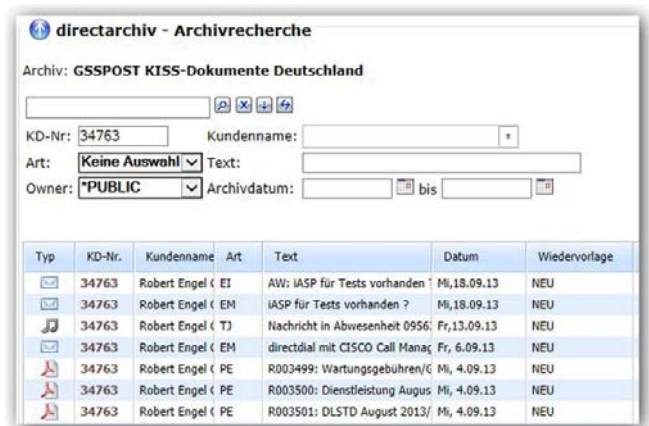 directarchiv - Archivrecherche
Archiv: GSSPOST KISS-Dokumente Deutschland
KD-Nr: 34763 Kundenname:
Art: Keine Auswahl Text:
Owner: *PUBLIC Archivdatum: bis
Typ KD-Nr. Kundenname Art Text Datum Wiedervorlage
34763 Robert Engel EI AW: iASP für Tests vorhanden Mi,18.09.13 NEU
34763 Robert Engel EM iASP für Tests vorhanden ? Mi,18.09.13 NEU
34763 Robert Engel TJ Nachricht in Abwesenheit 0956 Fr,13.09.13 NEU
34763 Robert Engel EM directdial mit CISCO Call Manag Fr, 6.09.13 NEU
34763 Robert Engel PE R003499: Wartungsgebühren/G Mi, 4.09.13 NEU
34763 Robert Engel PE R003500: Dienstleistung Augus Mi, 4.09.13 NEU
34763 Robert Engel PE R003501: DLSTD August 2013/ Mi, 4.09.13 NEU